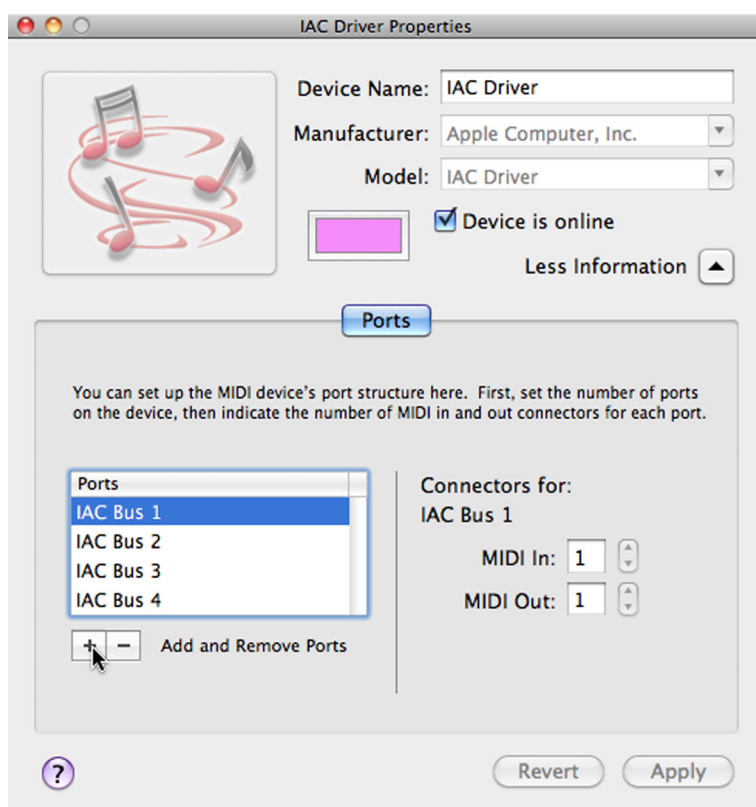 IAC Driver Properties
Device Name: IAC Driver
Manufacturer: Apple Computer, Inc.
Model: IAC Driver
Device is online
Less Information
Ports
You can set up the MIDI device's port structure here. First, set the number of ports
on the device, then indicate the number of MIDI in and out connectors for each port.
Ports
IAC Bus 1
IAC Bus 2
IAC Bus 3
IAC Bus 4
+ − Add and Remove Ports
Connectors for:
IAC Bus 1
MIDI In: 1
MIDI Out: 1
? Revert Apply